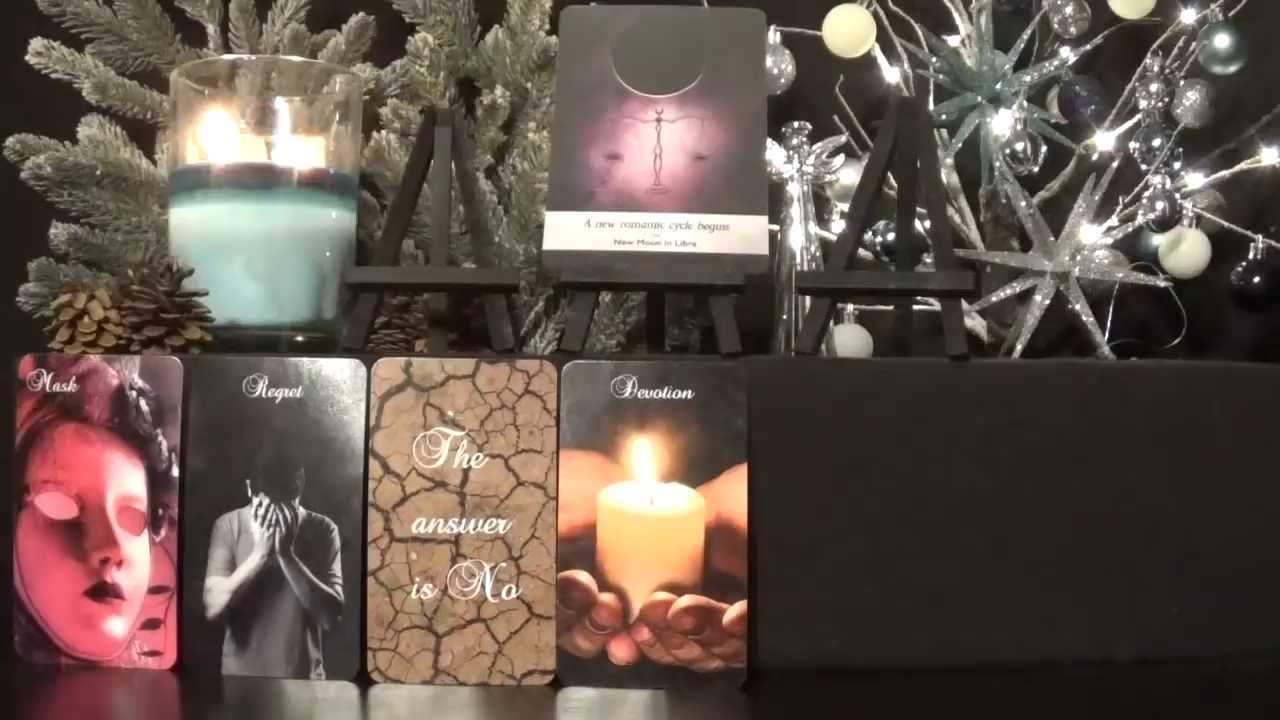 A new romantic cycle begins
New Moon in Libra
Mask
Regret
The
answer
is No
Devotion